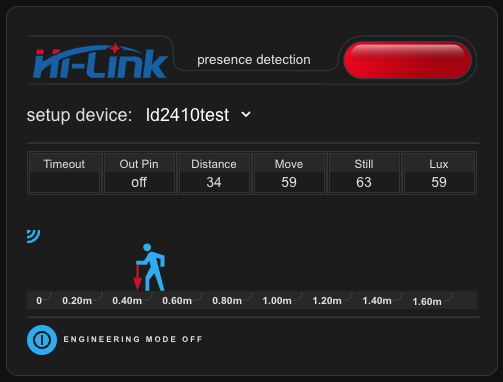 Hi-Link
presence detection
setup device: ld2410test
Timeout Out Pin Distance Move Still Lux
off 34 59 63 59
0 0.20m 0.40m 0.60m 0.80m 1.00m 1.20m 1.40m 1.60m
ENGINEERING MODE OFF